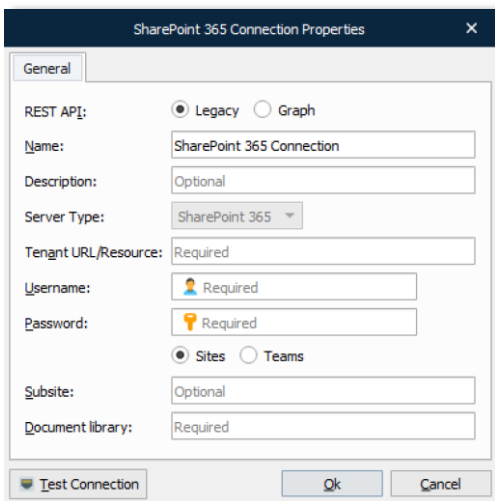 SharePoint 365 Connection Properties
General
REST API: Legacy Graph
Name: SharePoint 365 Connection
Description: Optional
Server Type: SharePoint 365
Tenant URL/Resource: Required
Username: Required
Password: Required
Sites Teams
Subsite: Optional
Document library: Required
Test Connection Ok Cancel